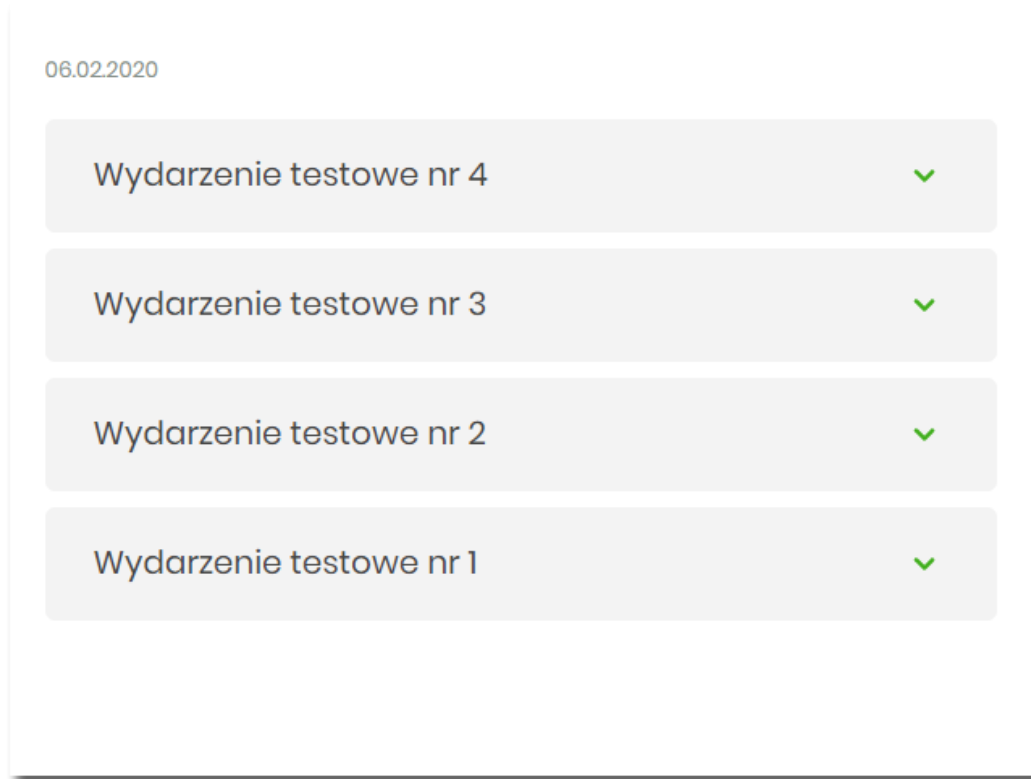 06.02.2020
Wydarzenie testowe nr 4
Wydarzenie testowe nr 3
Wydarzenie testowe nr 2
Wydarzenie testowe nr 1